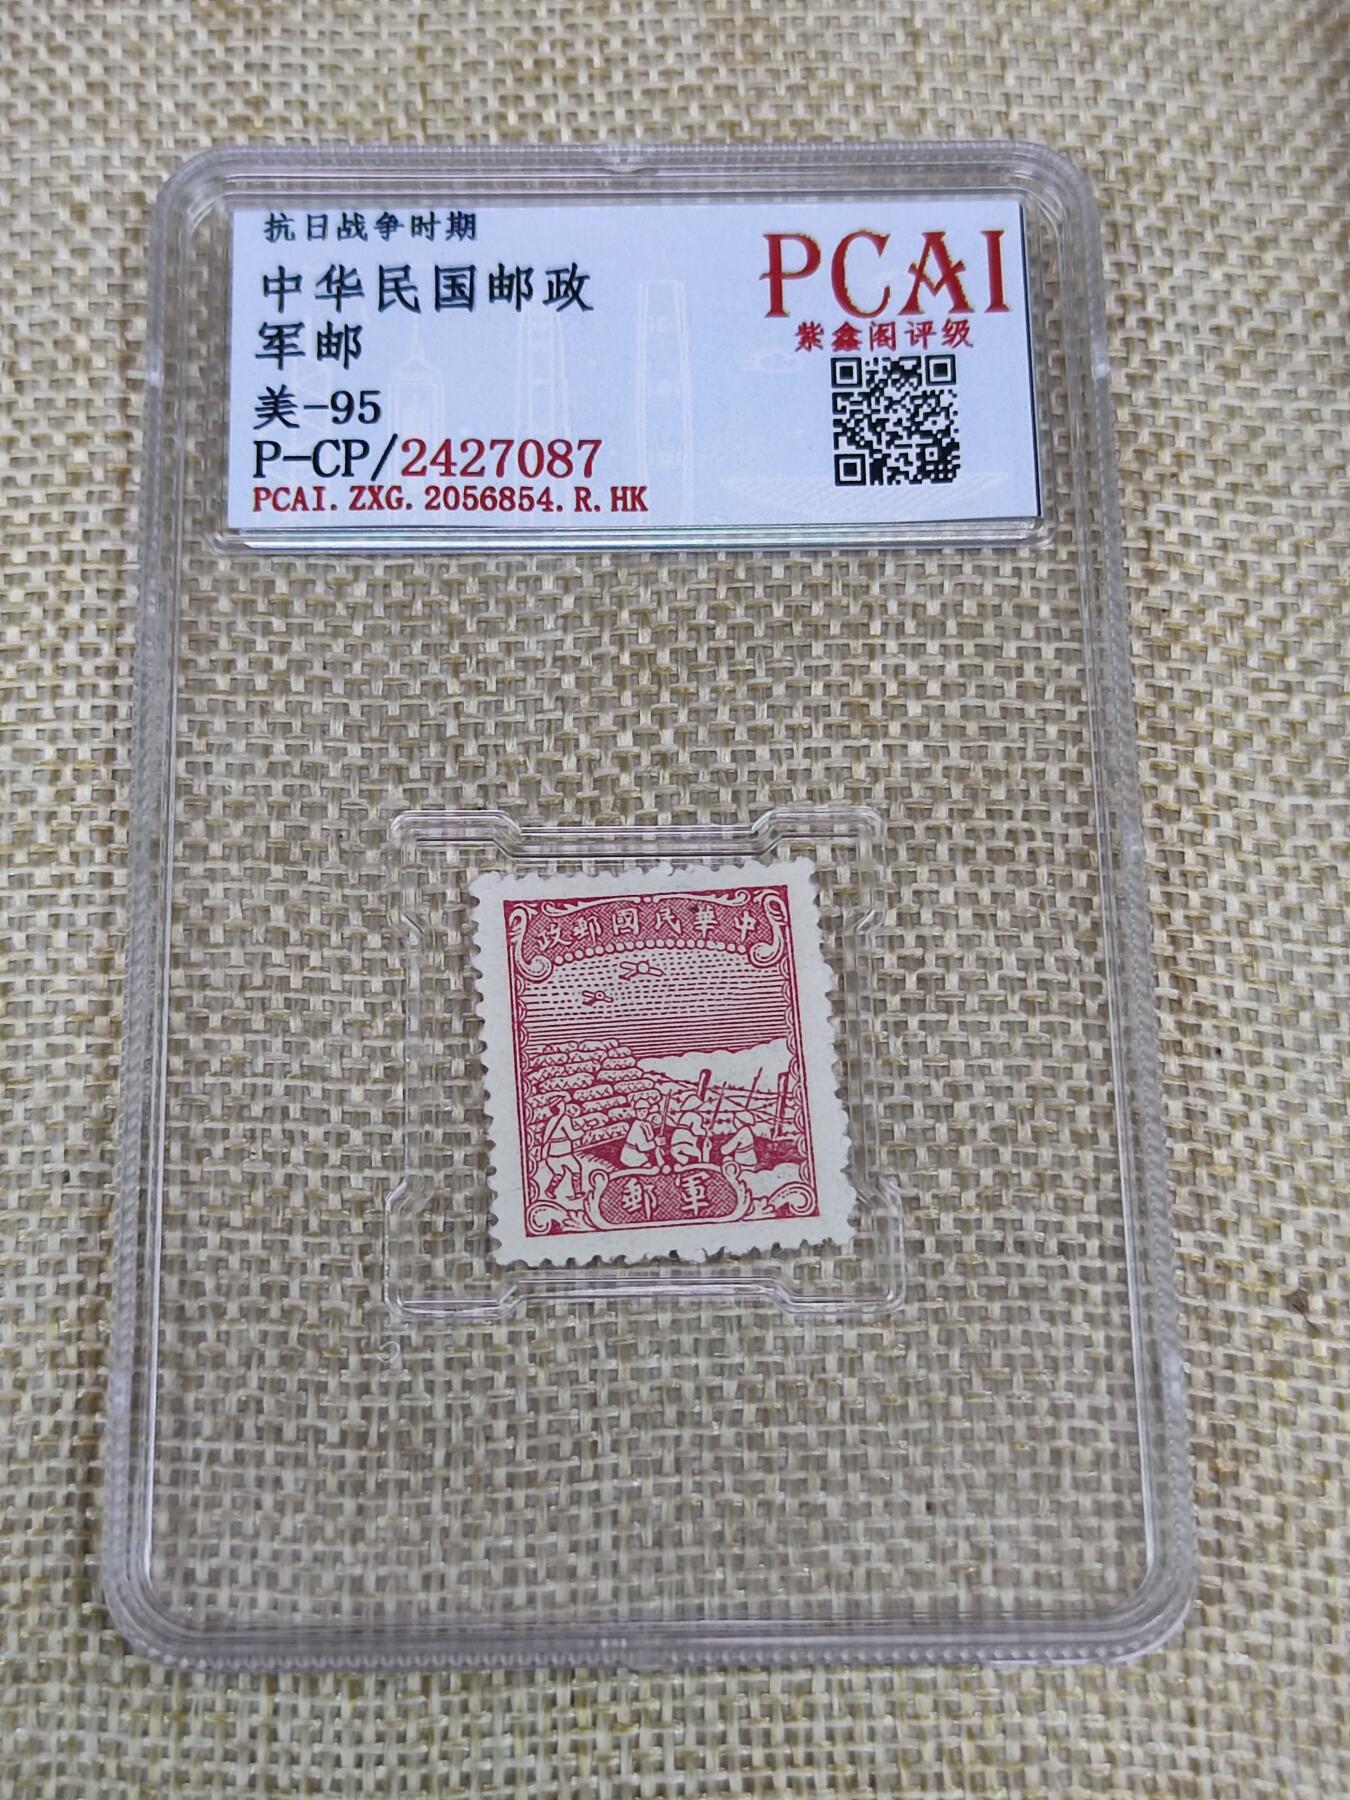 抗日战争时期
中华民国邮政
军邮
美-95
P-CP/2427087
PCAI.ZXG.2056854.R.HK
PCAI
紫鑫阁评级
政郵國民華中
郵軍